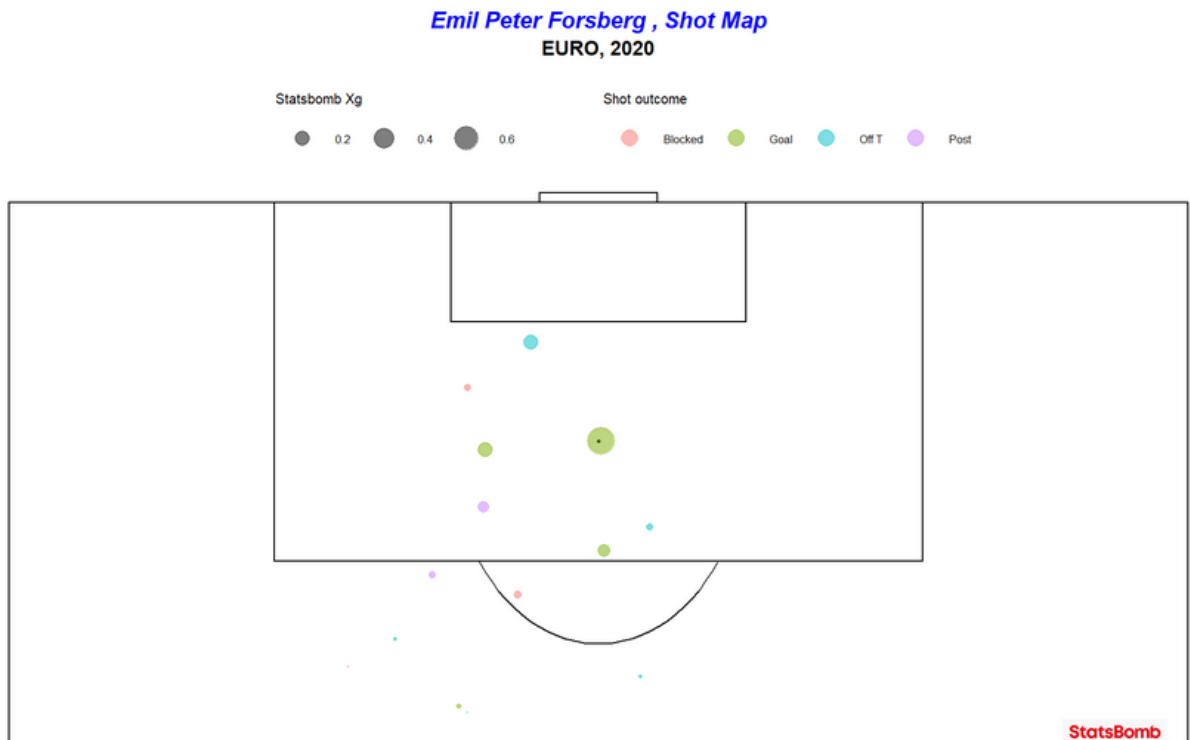 Emil Peter Forsberg , Shot Map
EURO, 2020
Statsbomb Xg
0.2 0.4 0.6
Shot outcome
Blocked Goal Off T Post
StatsBomb